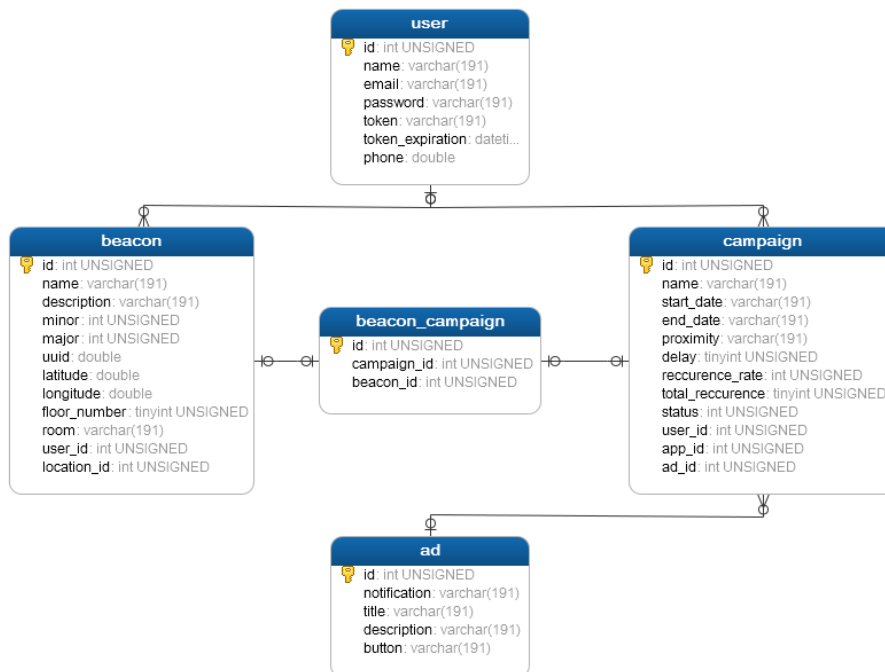 user
id: int UNSIGNED
name: varchar(191)
email: varchar(191)
password: varchar(191)
token: varchar(191)
token_expiration: dateti...
phone: double
beacon
id: int UNSIGNED
name: varchar(191)
description: varchar(191)
minor: int UNSIGNED
major: int UNSIGNED
uuid: double
latitude: double
longitude: double
floor_number: tinyint UNSIGNED
room: varchar(191)
user_id: int UNSIGNED
location_id: int UNSIGNED
beacon_campaign
id: int UNSIGNED
campaign_id: int UNSIGNED
beacon_id: int UNSIGNED
campaign
id: int UNSIGNED
name: varchar(191)
start_date: varchar(191)
end_date: varchar(191)
proximity: varchar(191)
delay: tinyint UNSIGNED
reccurence_rate: int UNSIGNED
total_reccurence: tinyint UNSIGNED
status: int UNSIGNED
user_id: int UNSIGNED
app_id: int UNSIGNED
ad_id: int UNSIGNED
ad
id: int UNSIGNED
notification: varchar(191)
title: varchar(191)
description: varchar(191)
button: varchar(191)